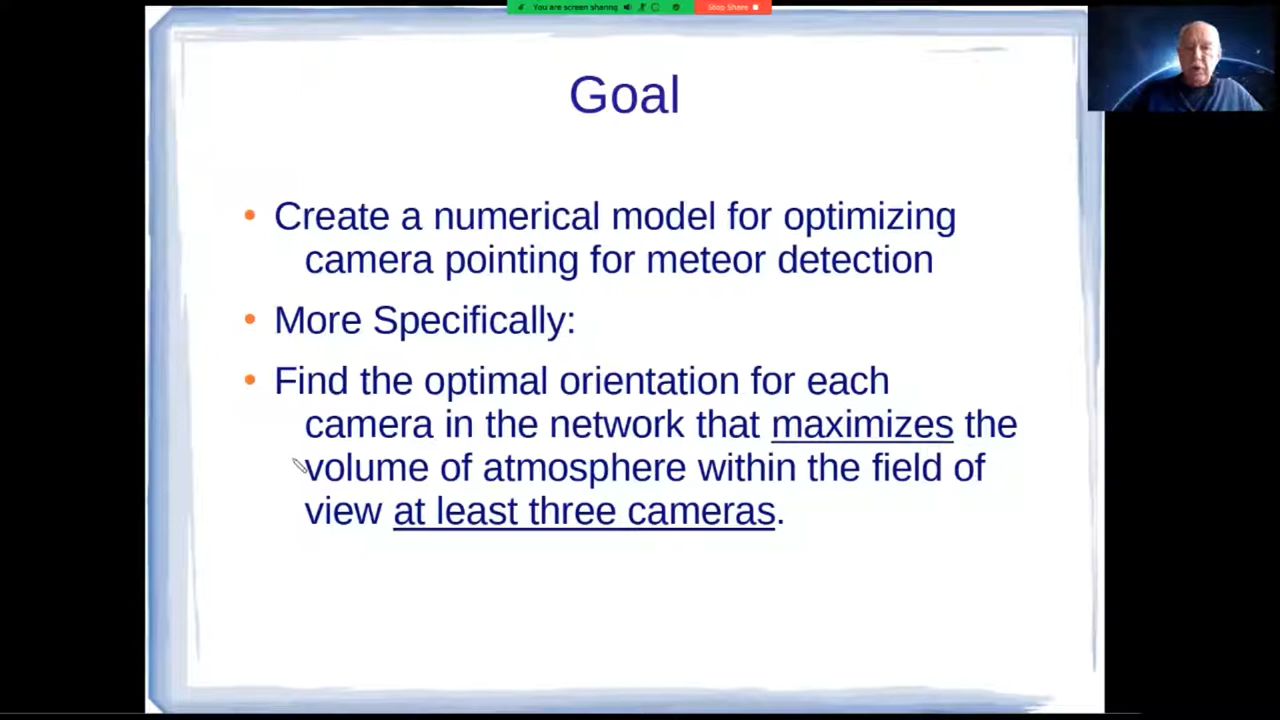 You are screen sharing
Stop Share
Goal
Create a numerical model for optimizing
camera pointing for meteor detection
More Specifically:
Find the optimal orientation for each
camera in the network that maximizes the
volume of atmosphere within the field of
view at least three cameras.